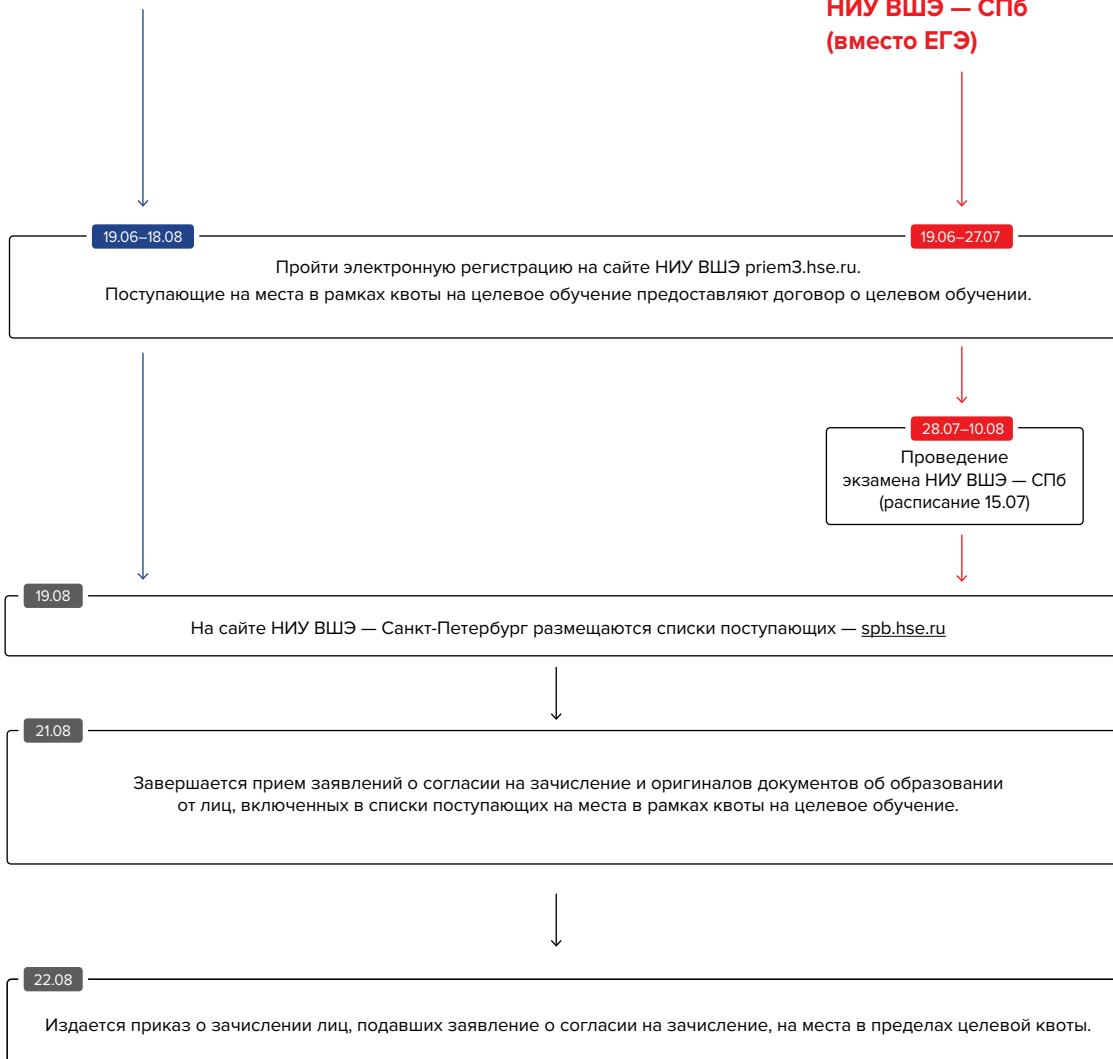 НИУ ВШЭ — СПб
(вместо ЕГЭ)
19.06–18.08
19.06–27.07
Пройти электронную регистрацию на сайте НИУ ВШЭ priem3.hse.ru.
Поступающие на места в рамках квоты на целевое обучение предоставляют договор о целевом обучении.
28.07–10.08
Проведение
экзамена НИУ ВШЭ — СПб
(расписание 15.07)
19.08
На сайте НИУ ВШЭ — Санкт-Петербург размещаются списки поступающих — spb.hse.ru
21.08
Завершается прием заявлений о согласии на зачисление и оригиналов документов об образовании
от лиц, включенных в списки поступающих на места в рамках квоты на целевое обучение.
22.08
Издается приказ о зачислении лиц, подавших заявление о согласии на зачисление, на места в пределах целевой квоты.